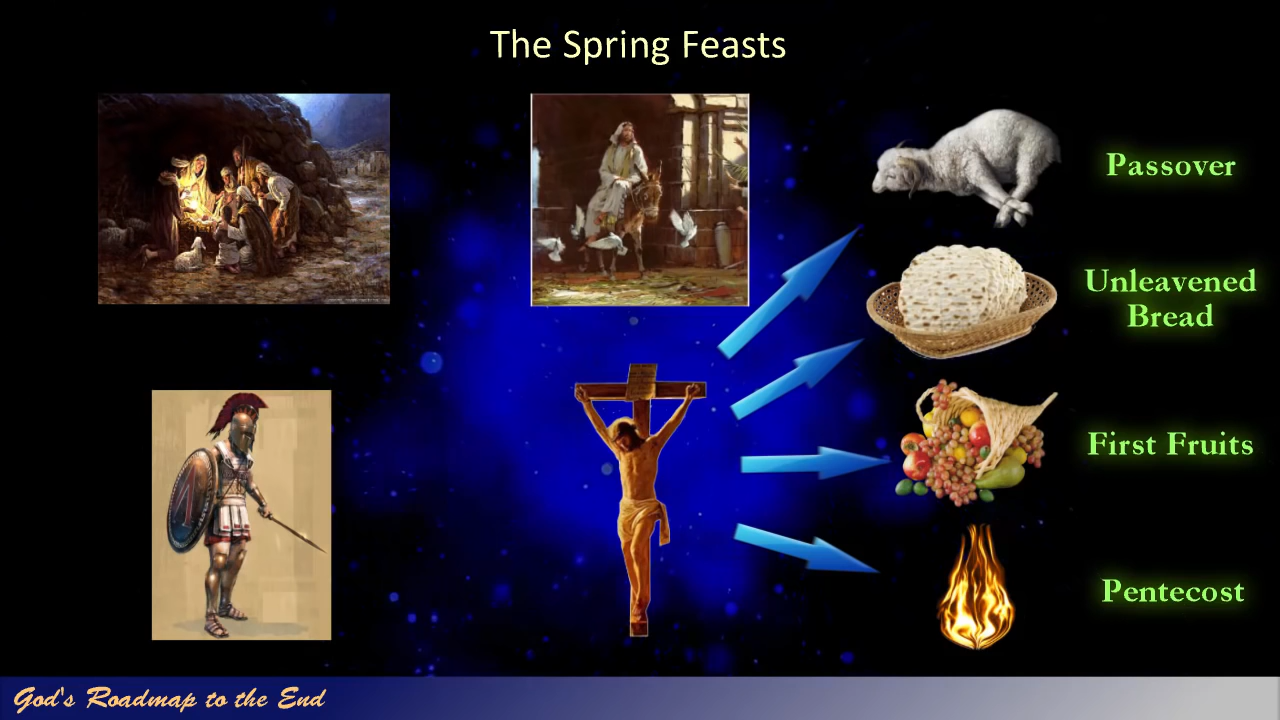 The Spring Feasts
Passover
Unleavened
Bread
First Fruits
Pentecost
God's Roadmap to the End